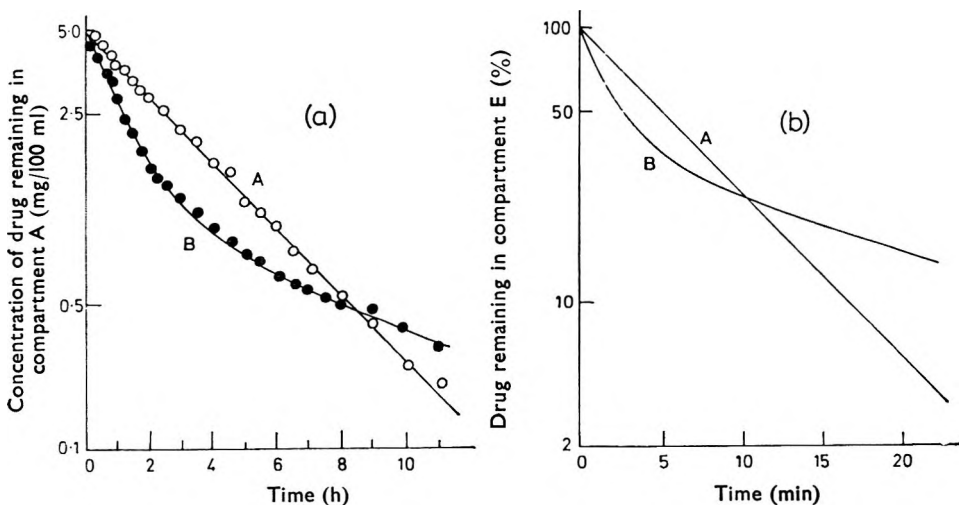 Concentration of drug remaining in
compartment A (mg/100 ml)
5·0
2·5
0·5
0·1
(a)
A
B
0
2
4
6
8
10
Time (h)
Drug remaining in compartment E (%)
100
50
10
2
(b)
A
B
0
5
10
15
20
Time (min)